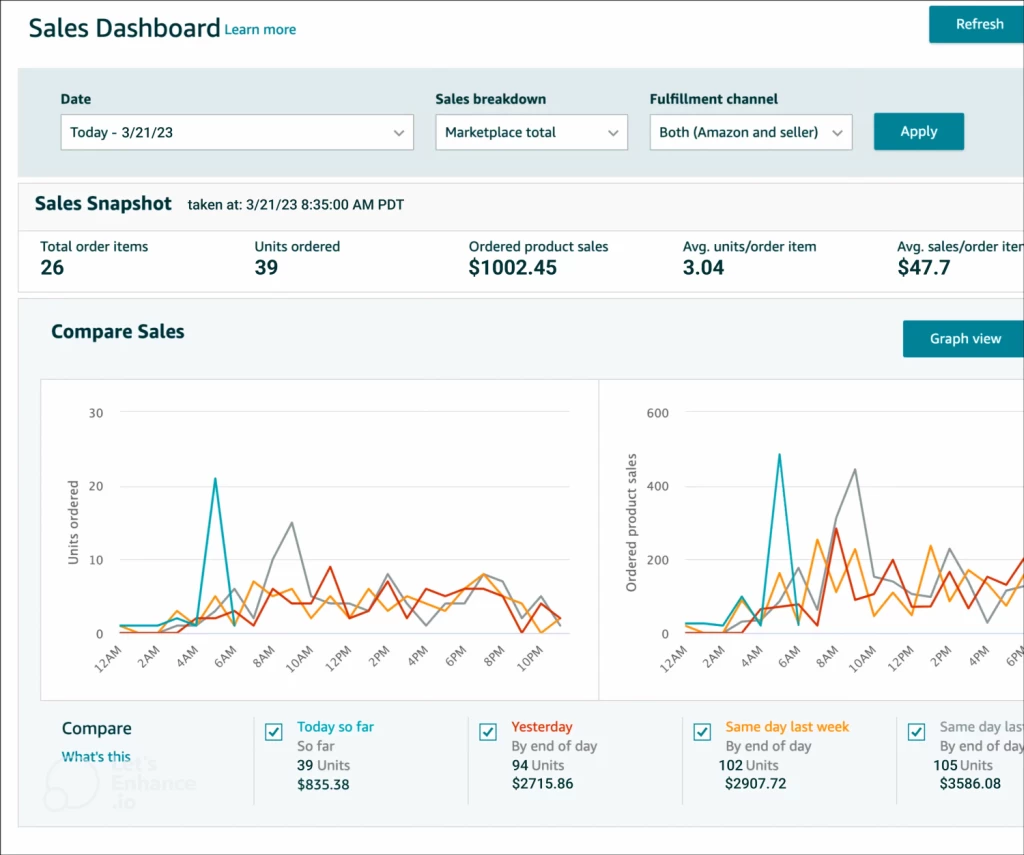 Sales Dashboard Learn more
Refresh
Date
Sales breakdown
Fulfillment channel
Today - 3/21/23
Marketplace total
Both (Amazon and seller)
Apply
Sales Snapshot taken at: 3/21/23 8:35:00 AM PDT
Total order items
Units ordered
Ordered product sales
Avg. units/order item
Avg. sales/order iter
26
39
$1002.45
3.04
$47.7
Compare Sales
Graph view
Units ordered
30
20
10
0
12AM
2AM
4AM
6AM
8AM
10AM
12PM
2PM
4PM
6PM
8PM
10PM
Ordered product sales
600
400
200
0
12AM
2AM
4AM
6AM
8AM
10AM
12PM
2PM
4PM
6PM
Compare
What's this
Today so far
So far
39 Units
$835.38
Yesterday
By end of day
94 Units
$2715.86
Same day last week
By end of day
102 Units
$2907.72
Same day las
By end of day
105 Units
$3586.08
Let's
Enhance
.io